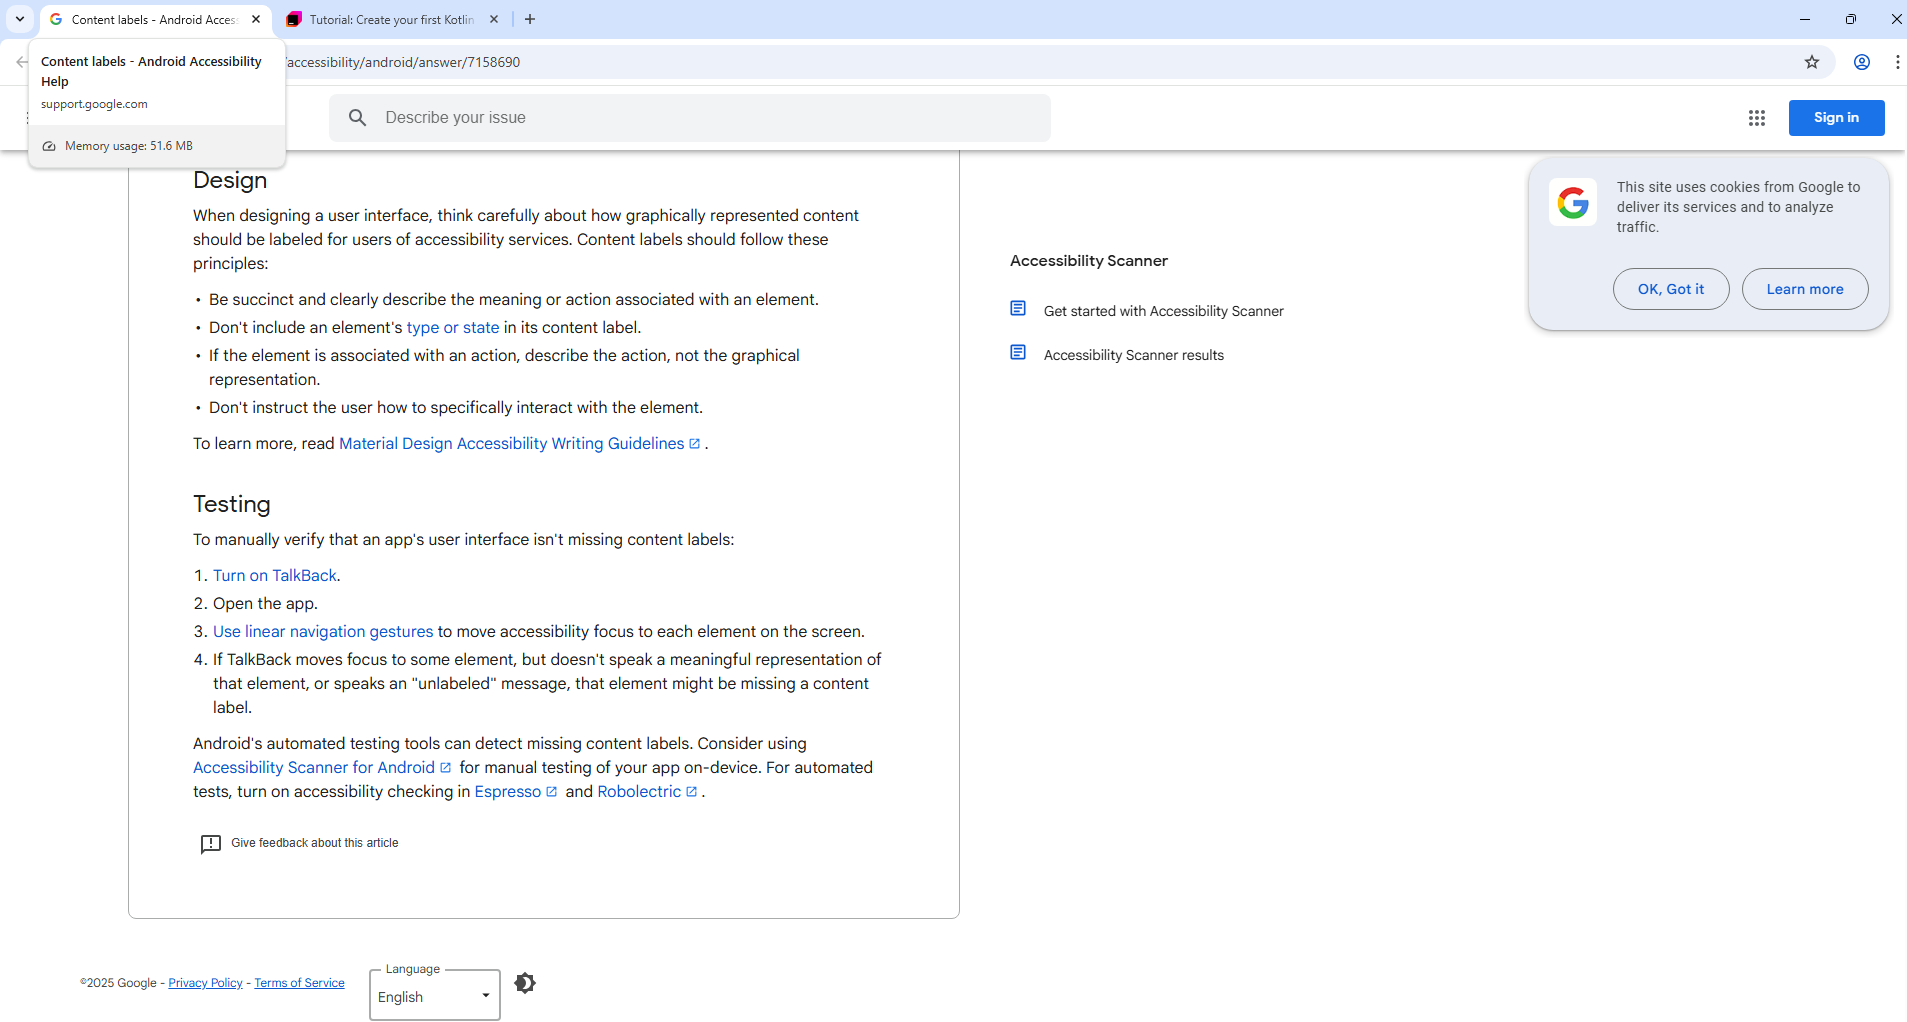 Content labels - Android Acces
Tutorial: Create your first Kotlin
Content labels - Android Accessibility
Help
support.google.com
Memory usage: 51.6 MB
/accessibility/android/answer/7158690
Describe your issue
Sign in
This site uses cookies from Google to
deliver its services and to analyze
traffic.
OK, Got it
Learn more
Design
When designing a user interface, think carefully about how graphically represented content
should be labeled for users of accessibility services. Content labels should follow these
principles:
• Be succinct and clearly describe the meaning or action associated with an element.
• Don't include an element's type or state in its content label.
• If the element is associated with an action, describe the action, not the graphical
representation.
• Don't instruct the user how to specifically interact with the element.
To learn more, read Material Design Accessibility Writing Guidelines .
Testing
To manually verify that an app's user interface isn't missing content labels:
1. Turn on TalkBack.
2. Open the app.
3. Use linear navigation gestures to move accessibility focus to each element on the screen.
4. If TalkBack moves focus to some element, but doesn't speak a meaningful representation of
that element, or speaks an "unlabeled" message, that element might be missing a content
label.
Android's automated testing tools can detect missing content labels. Consider using
Accessibility Scanner for Android for manual testing of your app on-device. For automated
tests, turn on accessibility checking in Espresso and Robolectric .
Give feedback about this article
Accessibility Scanner
Get started with Accessibility Scanner
Accessibility Scanner results
©2025 Google - Privacy Policy - Terms of Service
Language
English